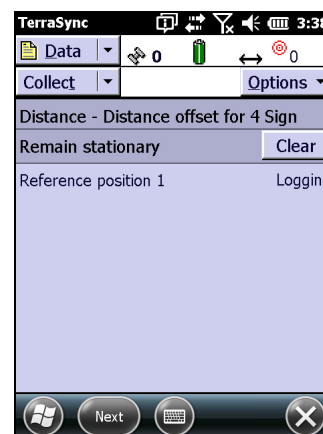 TerraSync 3:38
Data 0 0
Collect Options
Distance - Distance offset for 4 Sign
Remain stationary Clear
Reference position 1 Loggin
Next